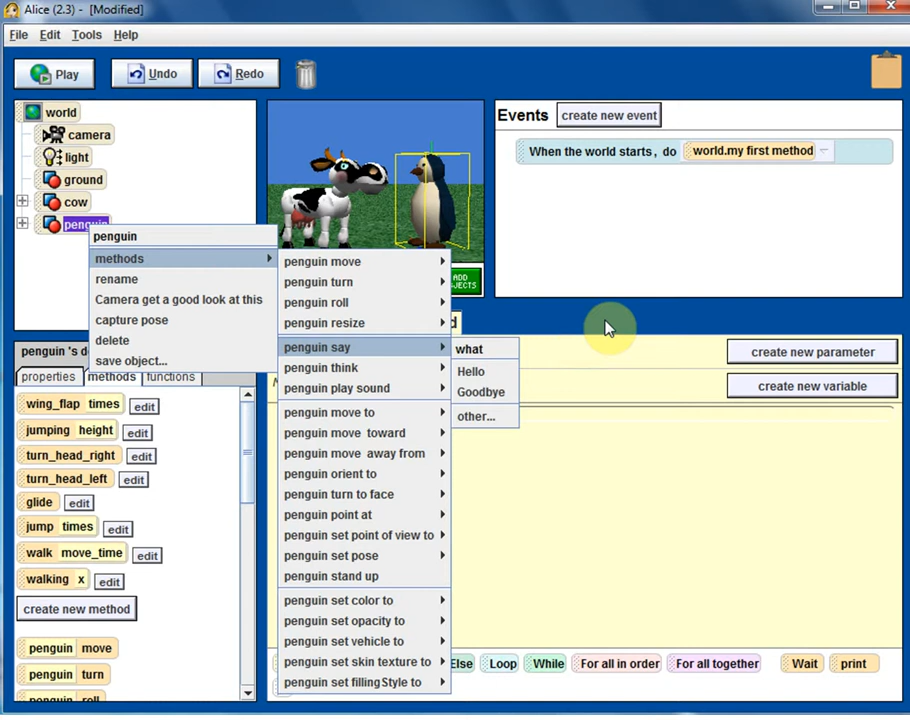 Alice (2.3) - [Modified]
File Edit Tools Help
Play Undo Redo
world
camera
light
ground
cow
penguin
ADD
Events create new event
When the world starts, do world.my first method
penguin
methods
rename
Camera get a good look at this
capture pose
delete
save object...
penguin move
penguin turn
penguin roll
penguin resize
penguin say
penguin think
penguin play sound
penguin move to
penguin move toward
penguin move away from
penguin orient to
penguin turn to face
penguin point at
penguin set point of view to
penguin set pose
penguin stand up
penguin set color to
penguin set opacity to
penguin set vehicle to
penguin set skin texture to
penguin set fillingStyle to
what
Hello
Goodbye
other...
penguin 's
properties methods functions
wing_flap times edit
jumping height edit
turn_head_right edit
turn_head_left edit
glide edit
jump times edit
walk move_time edit
walking x edit
create new method
penguin move
penguin turn
penguin roll
create new parameter
create new variable
Else Loop While For all in order For all together Wait print